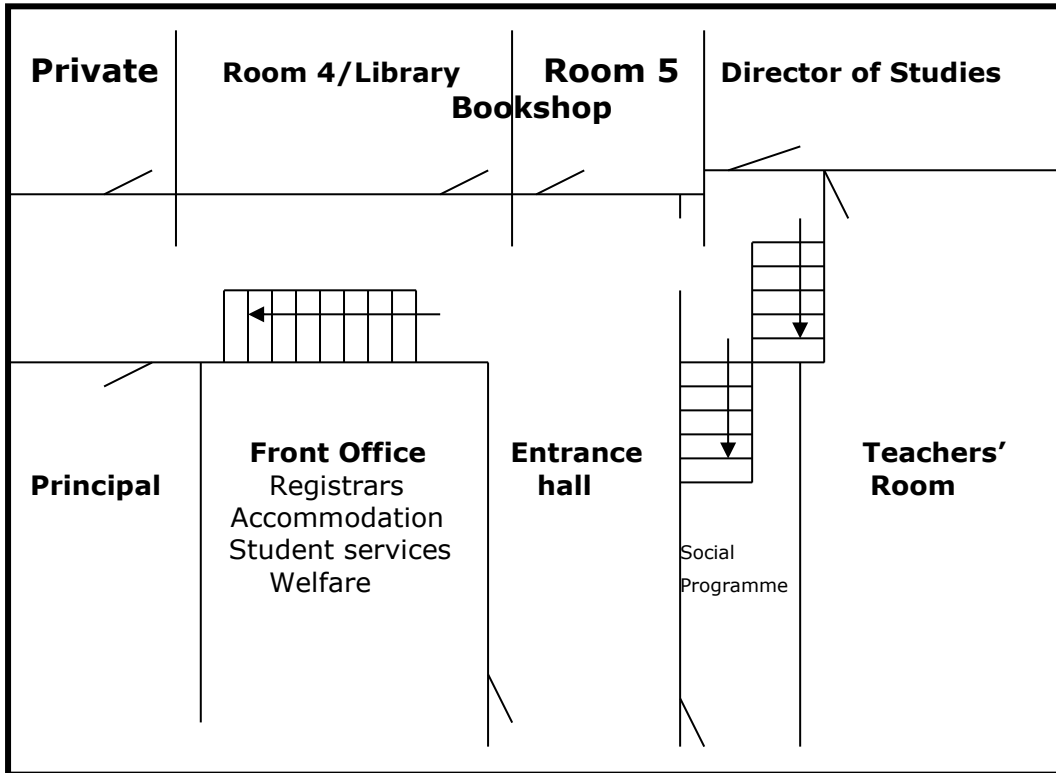 Private
Room 4/Library
Room 5
Director of Studies
Bookshop
Principal
Front Office
Registrars
Accommodation
Student services
Welfare
Entrance
hall
Social
Programme
Teachers’
Room